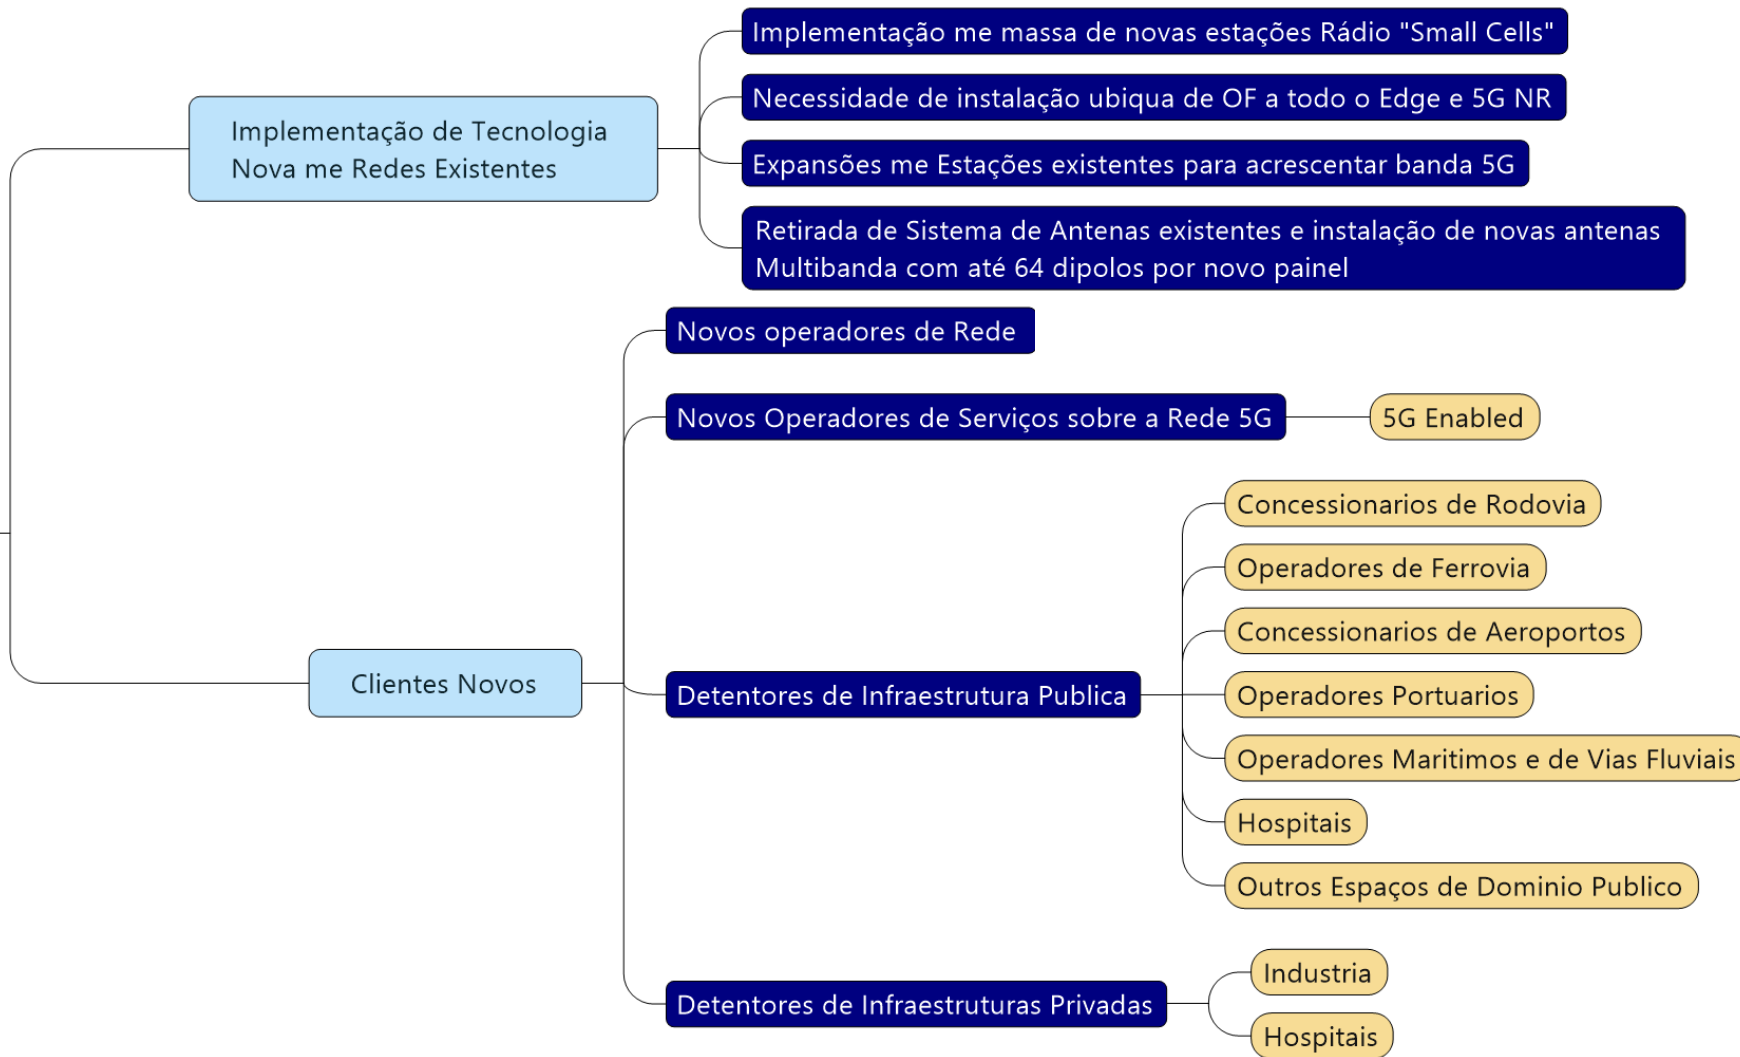 Implementação de Tecnologia
Nova me Redes Existentes
Implementação me massa de novas estações Rádio "Small Cells"
Necessidade de instalação ubiqua de OF a todo o Edge e 5G NR
Expansões me Estações existentes para acrescentar banda 5G
Retirada de Sistema de Antenas existentes e instalação de novas antenas
Multibanda com até 64 dipolos por novo painel
Clientes Novos
Novos operadores de Rede
Novos Operadores de Serviços sobre a Rede 5G
5G Enabled
Detentores de Infraestrutura Publica
Concessionarios de Rodovia
Operadores de Ferrovia
Concessionarios de Aeroportos
Operadores Portuarios
Operadores Maritimos e de Vias Fluviais
Hospitais
Outros Espaços de Dominio Publico
Detentores de Infraestruturas Privadas
Industria
Hospitais